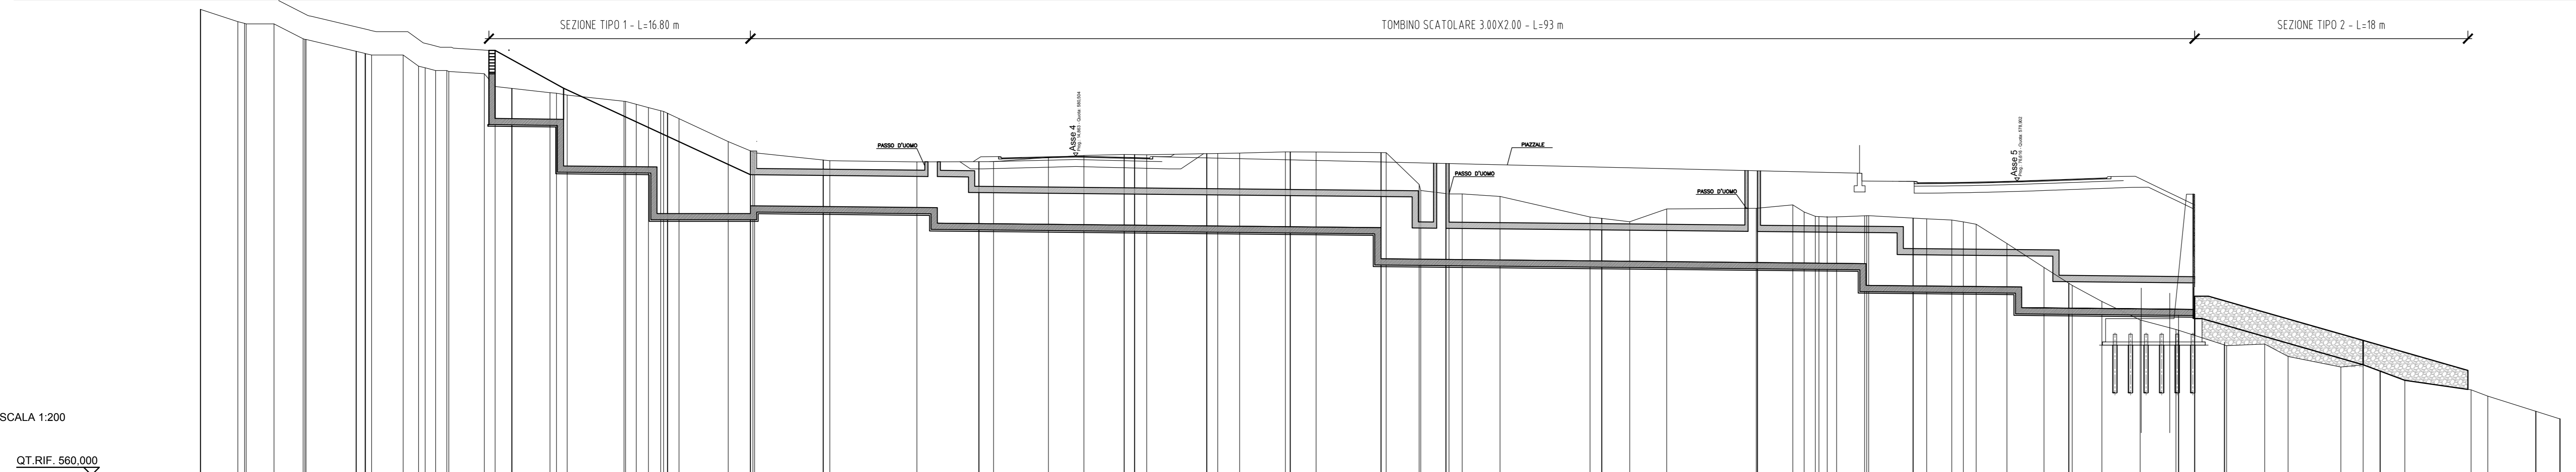 SEZIONE TIPO 1 - L=16.80 m
TOMBINO SCATOLARE 3.00X2.00 - L=93 m
SEZIONE TIPO 2 - L=18 m
PASSO D'UOMO
Asse 4
PIAZZALE
PASSO D'UOMO
PASSO D'UOMO
Asse 5
SCALA 1:200
QT.RIF. 560,000